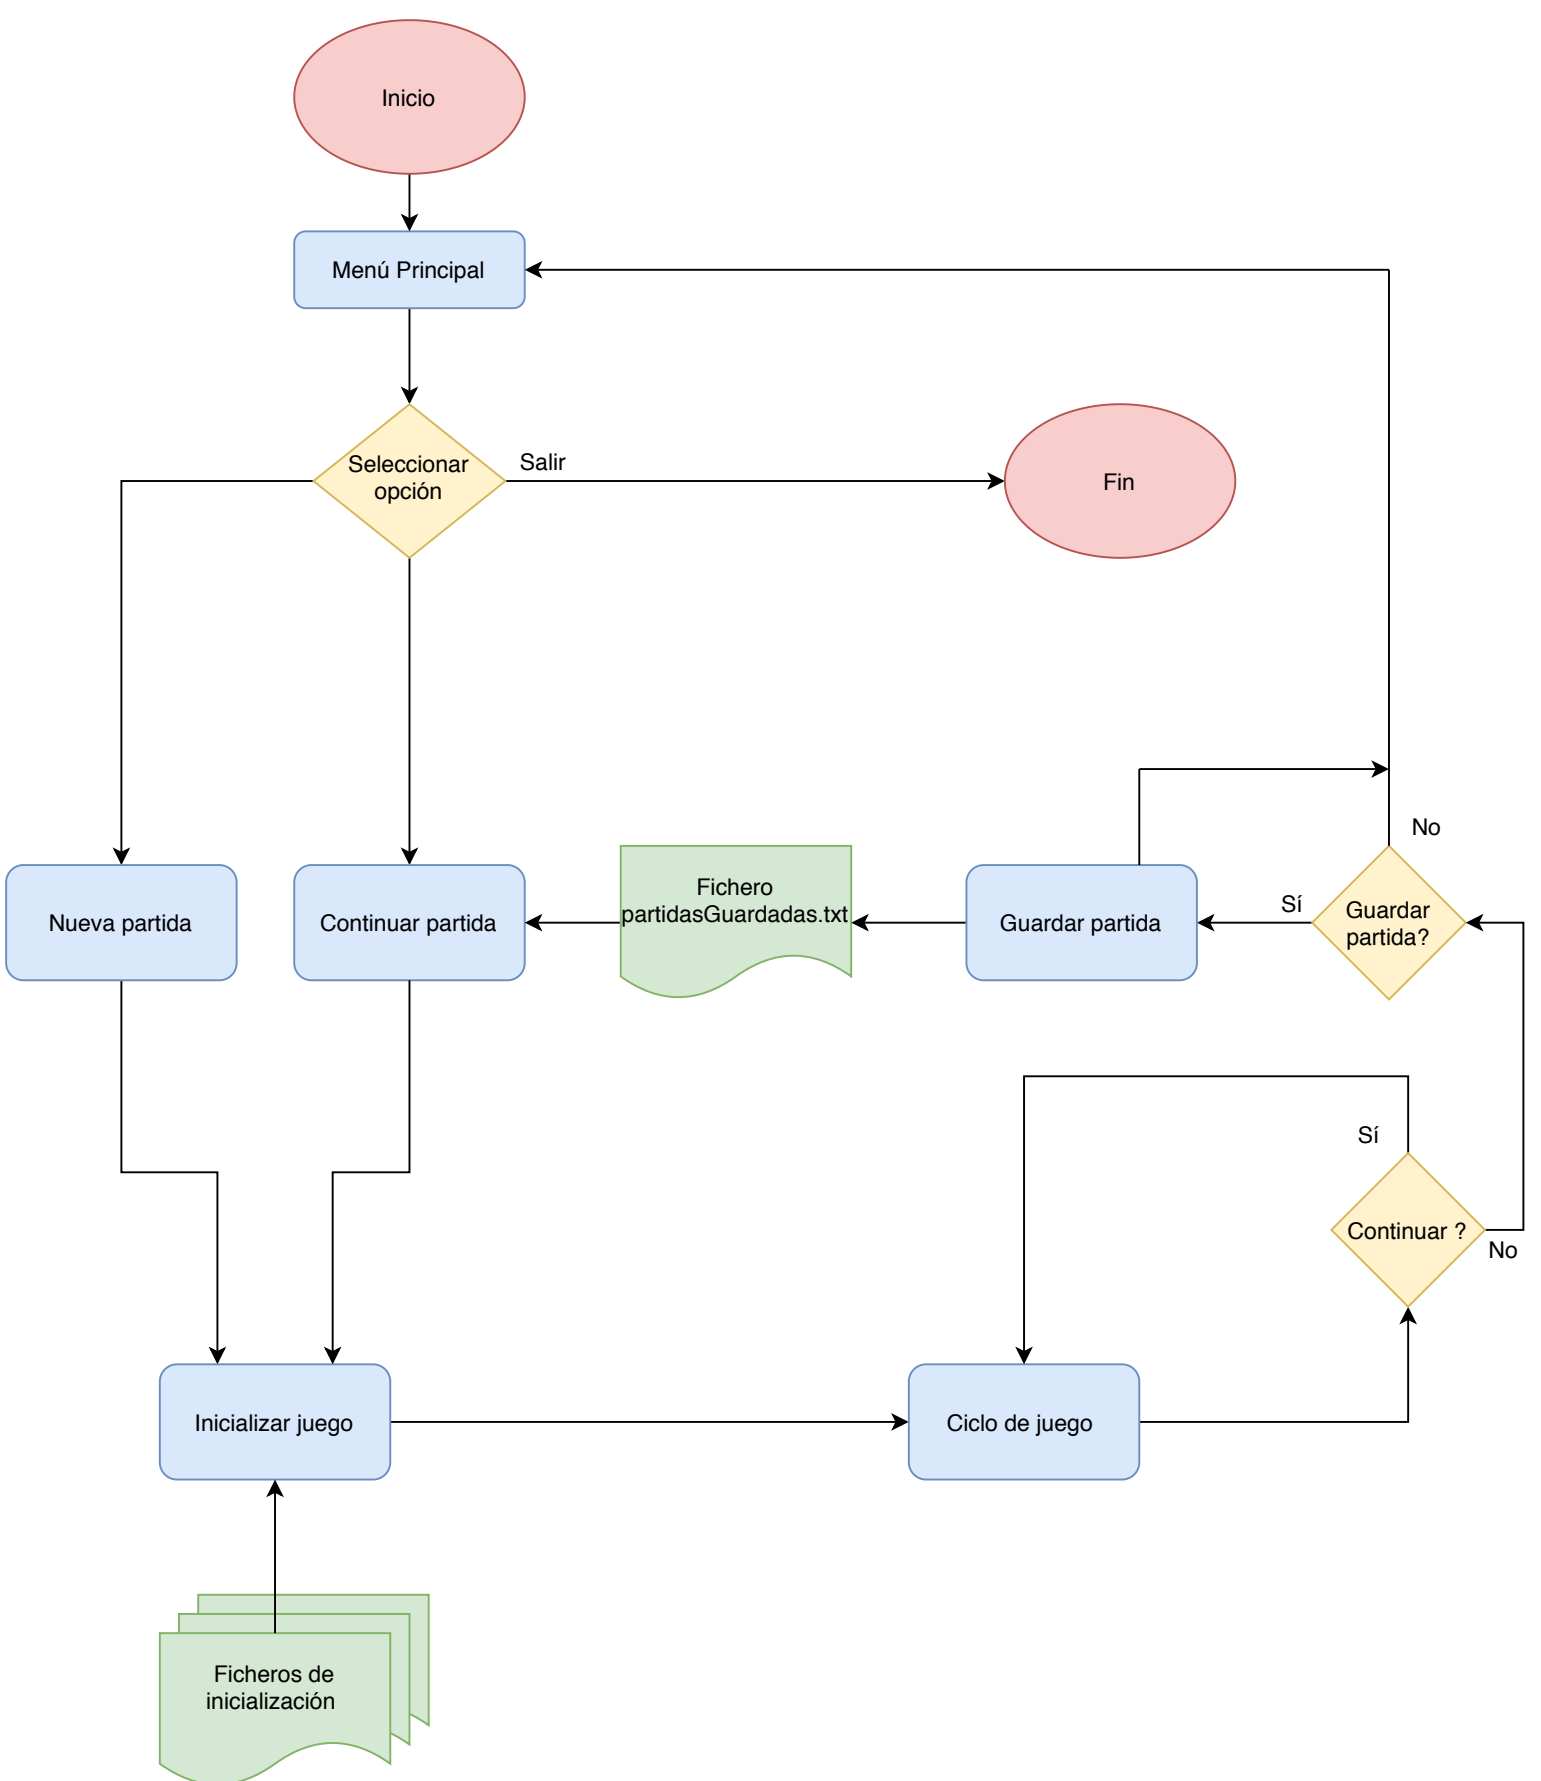 Inicio
Menú Principal
Seleccionar
opción
Salir
Fin
No
Nueva partida
Continuar partida
Fichero
partidasGuardadas.txt
Guardar partida
Sí
Guardar
partida?
Sí
Continuar ?
No
Inicializar juego
Ciclo de juego
Ficheros de
inicialización